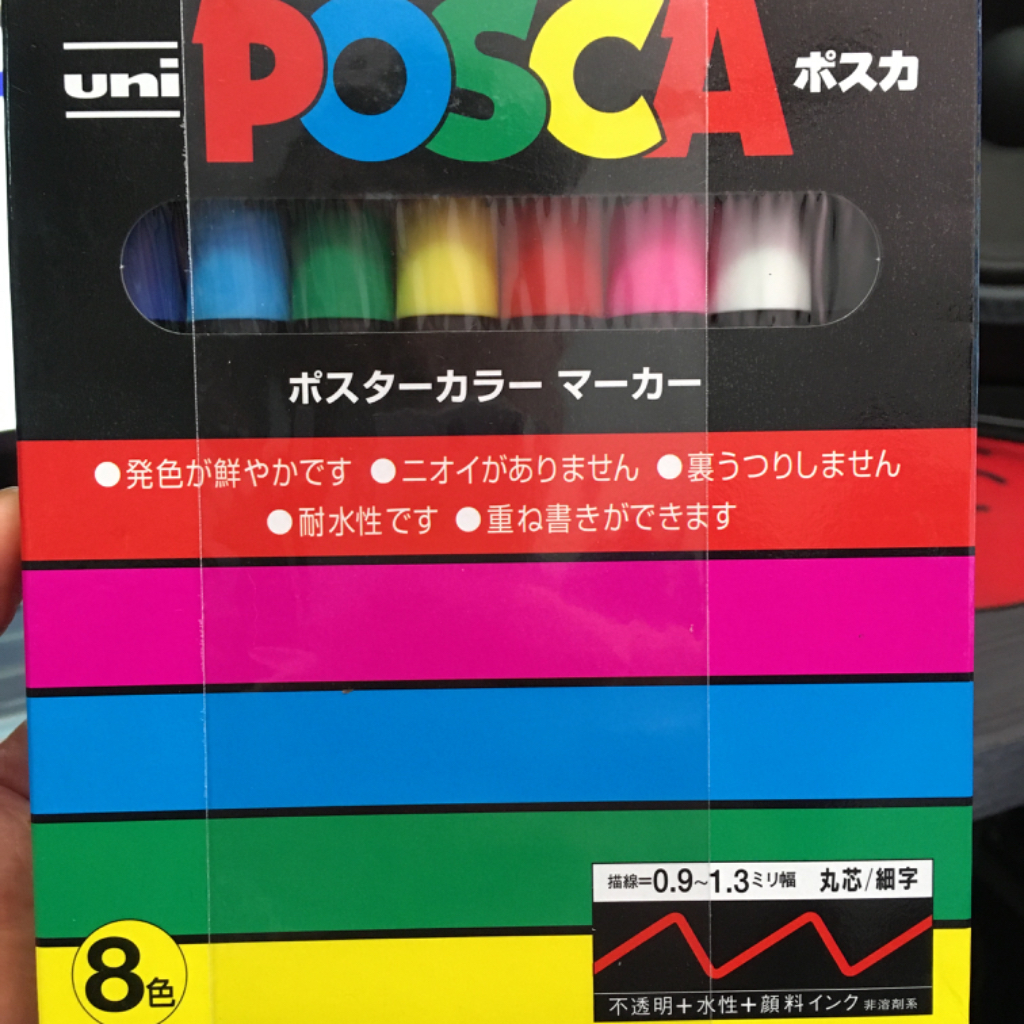 uni POSCA ポスカ
ポスターカラー マーカー
●発色が鮮やかです ●ニオイがありません ●裏うつりしません
●耐水性です ●重ね書きができます
描線=0.9~1.3ミリ幅 丸芯/細字
不透明+水性+顔料インク 非溶剤系
8色